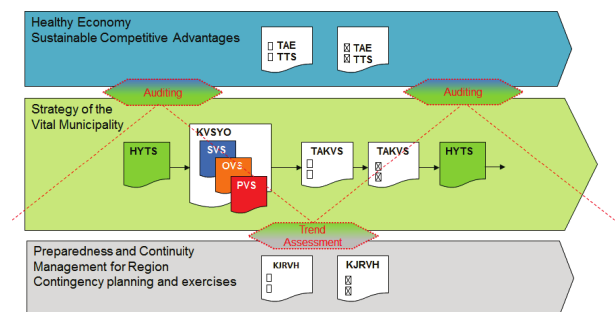 Healthy Economy
Sustainable Competitive Advantages
TAE
TTS
TAE
TTS
Auditing
Auditing
Strategy of the
Vital Municipality
KVSYO
HYTS
SVS
OVE
PVS
TAKVS
TAKVS
HYTS
Trend
Assessment
Preparedness and Continuity
Management for Region
Contingency planning and exercises
KJRVH
KJRVH